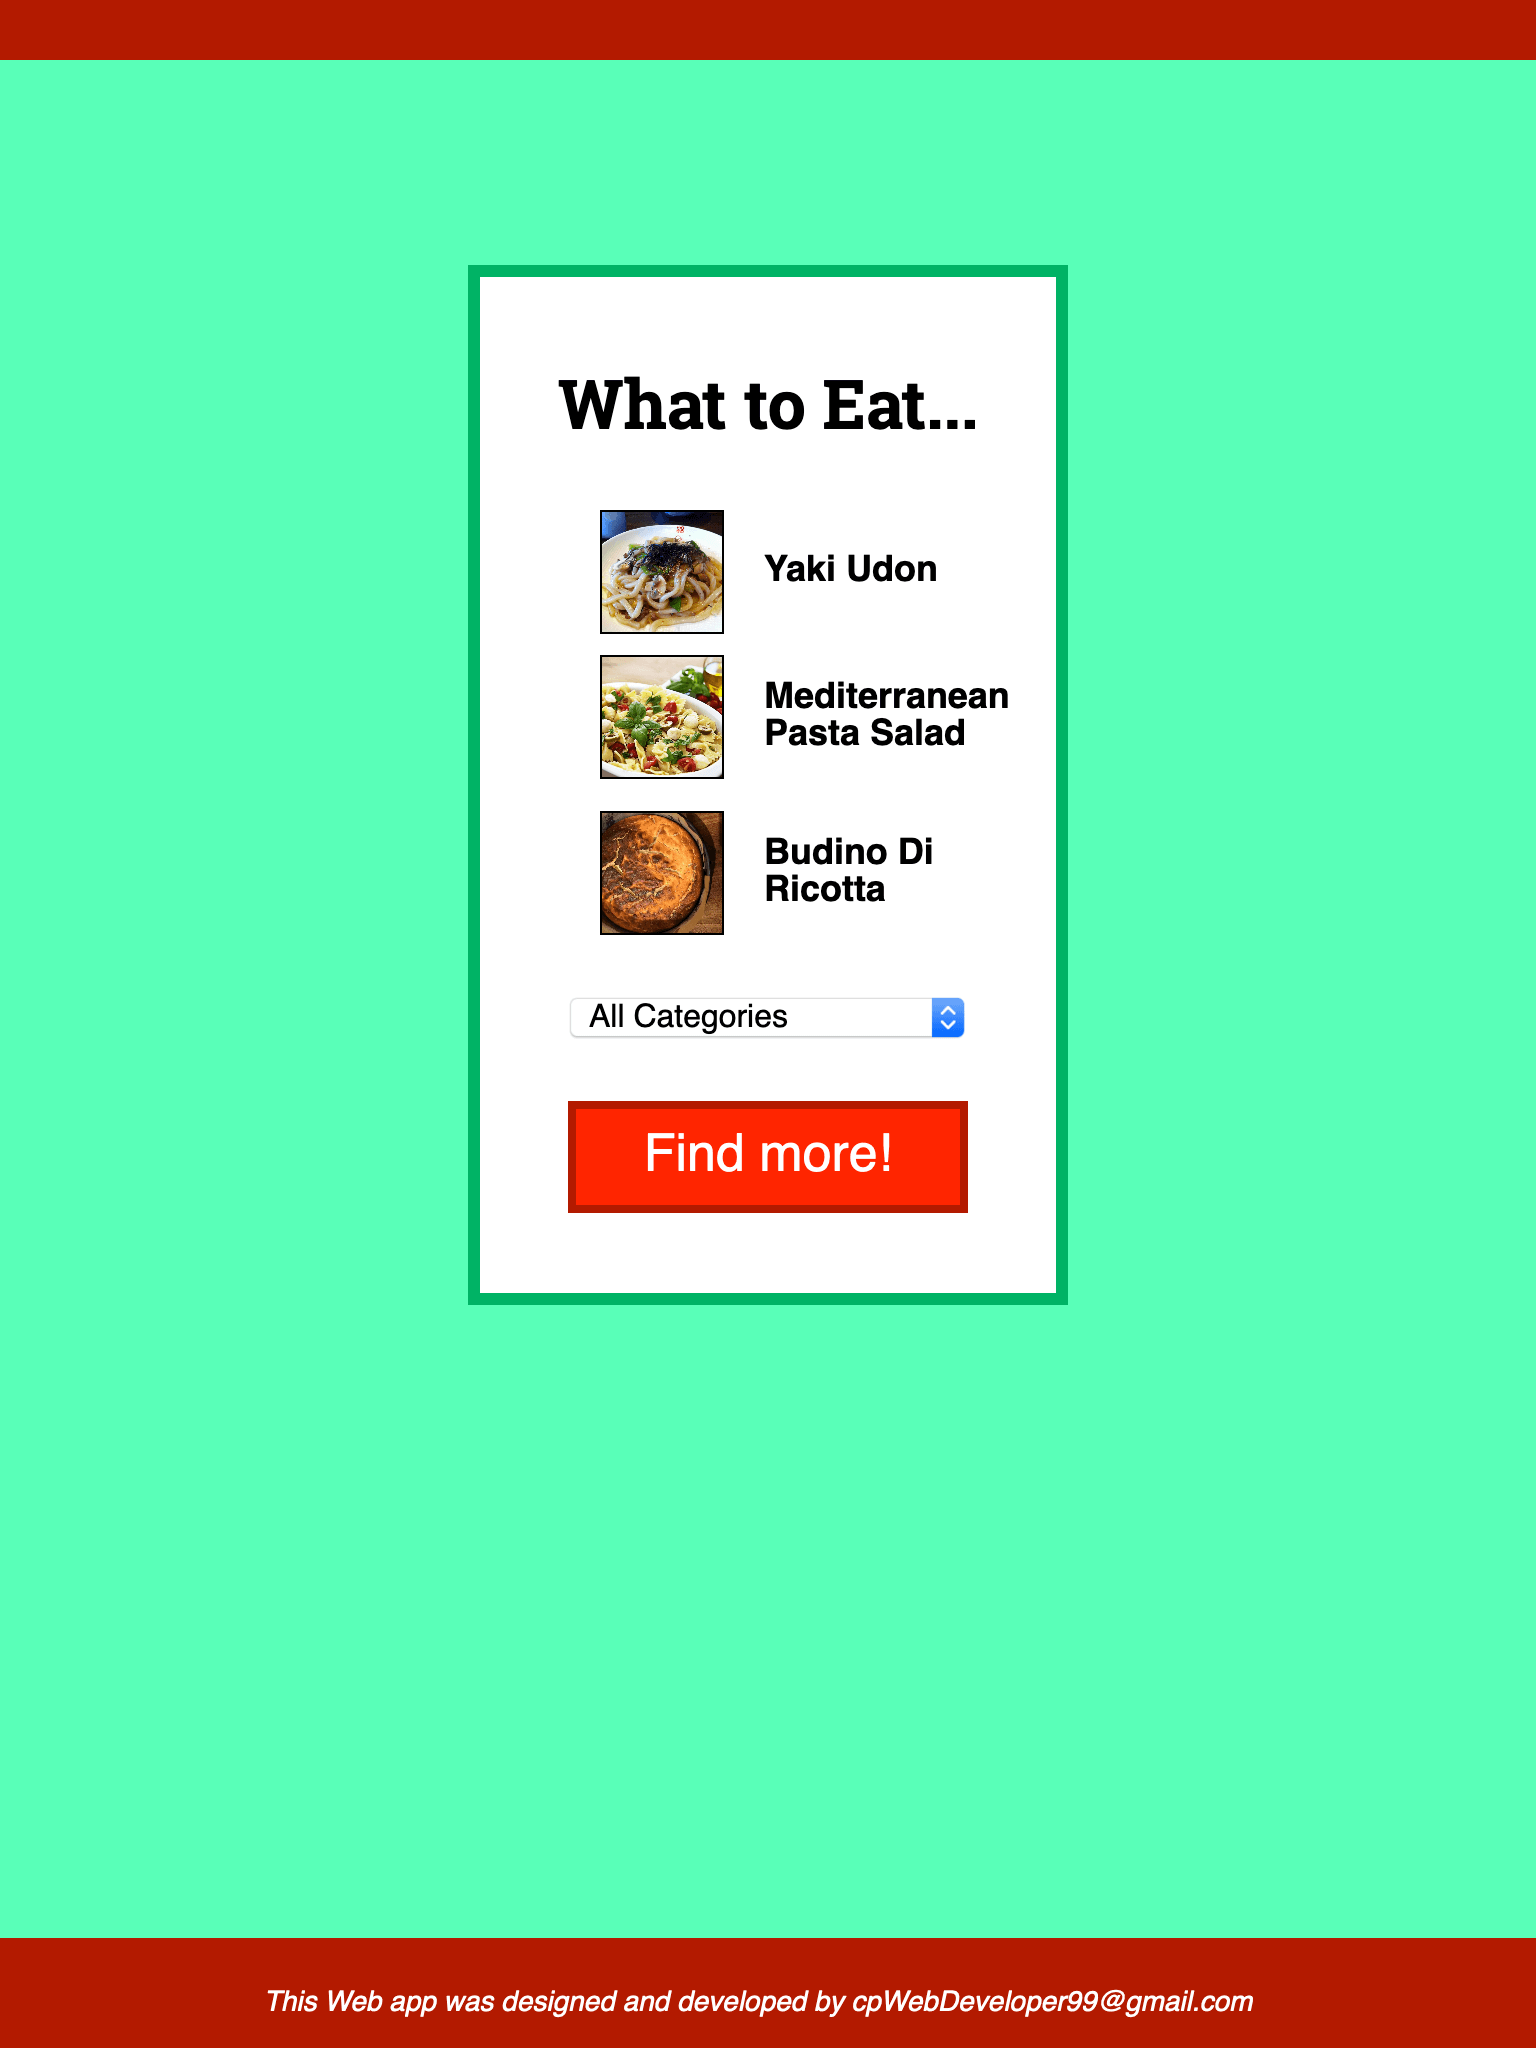 What to Eat...
Yaki Udon
Mediterranean
Pasta Salad
Budino Di
Ricotta
All Categories
Find more!
This Web app was designed and developed by cpWebDeveloper99@gmail.com